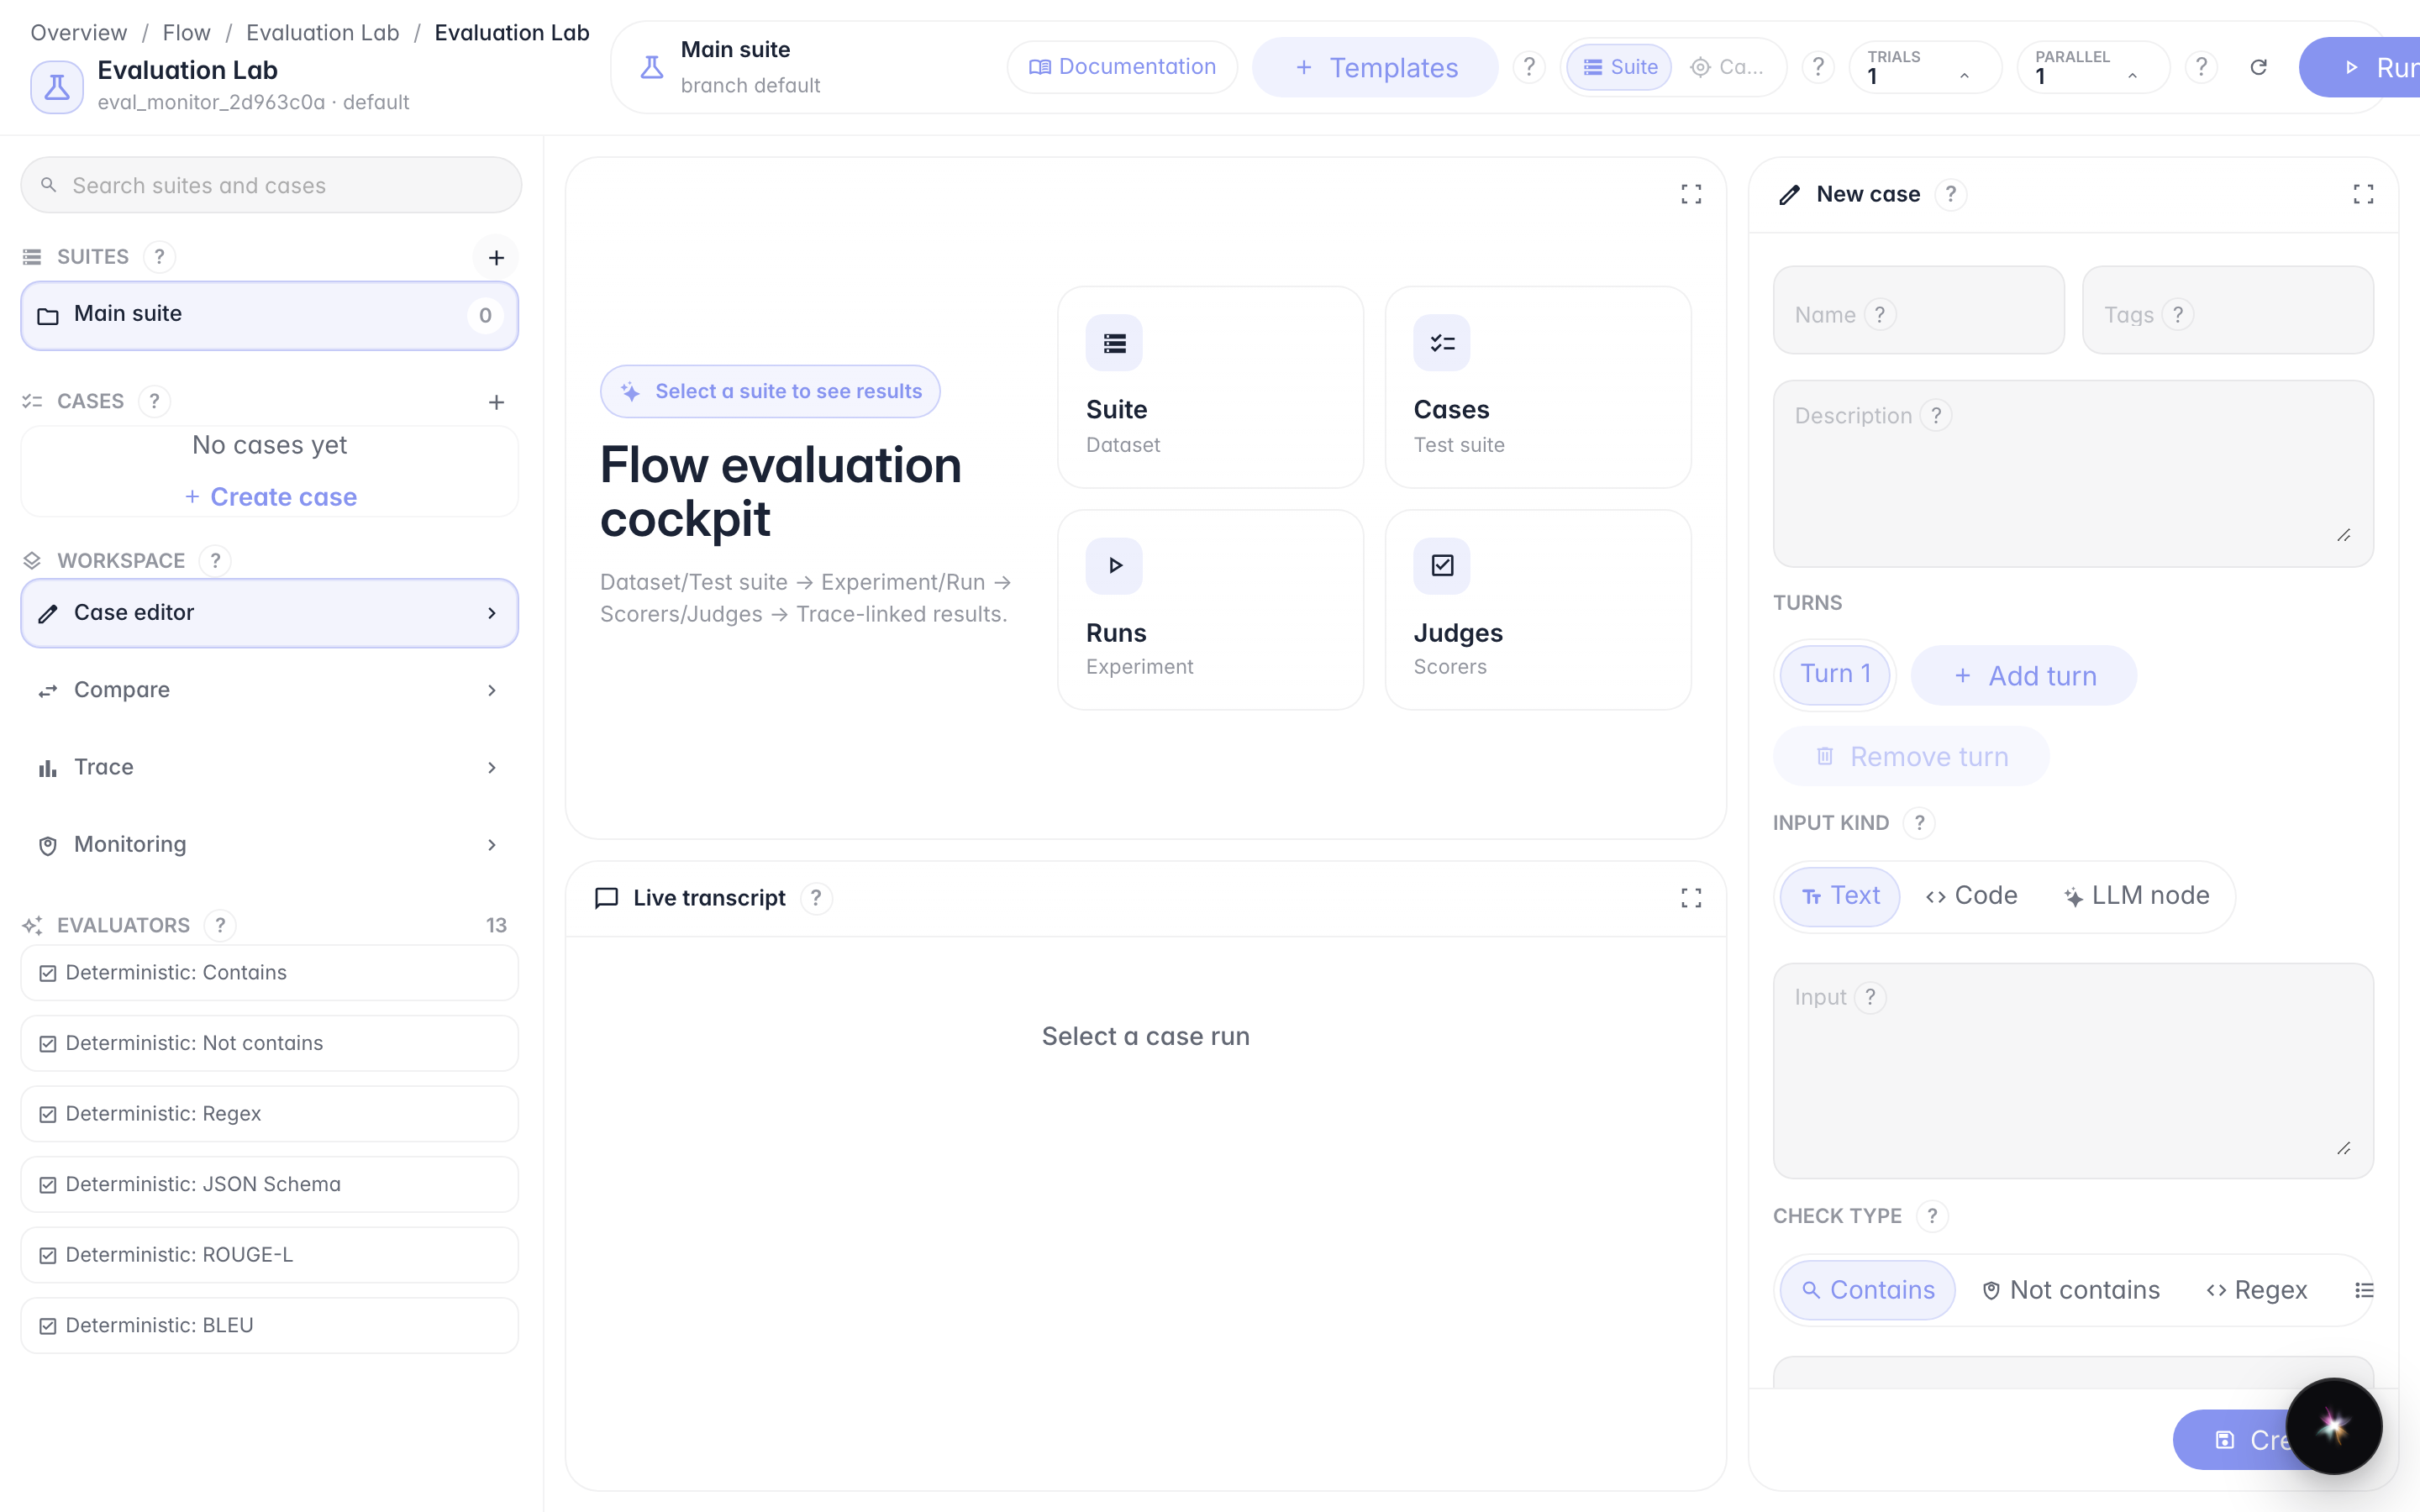 Overview / Flow / Evaluation Lab / Evaluation Lab
Evaluation Lab
eval_monitor_2d963c0a · default
Main suite
branch default
Documentation
+ Templates
?
Suite
Ca...
?
TRIALS
1
PARALLEL
1
?
Run
Search suites and cases
SUITES ?
+
Main suite
0
CASES ?
+
No cases yet
+ Create case
WORKSPACE ?
Case editor
Compare
Trace
Monitoring
EVALUATORS ?
13
Deterministic: Contains
Deterministic: Not contains
Deterministic: Regex
Deterministic: JSON Schema
Deterministic: ROUGE-L
Deterministic: BLEU
Select a suite to see results
Flow evaluation
cockpit
Dataset/Test suite → Experiment/Run →
Scorers/Judges → Trace-linked results.
Suite
Dataset
Cases
Test suite
Runs
Experiment
Judges
Scorers
Live transcript ?
Select a case run
New case ?
Name ?
Tags ?
Description ?
TURNS
Turn 1
+ Add turn
Remove turn
INPUT KIND ?
Text
Code
LLM node
Input ?
CHECK TYPE ?
Contains
Not contains
Regex